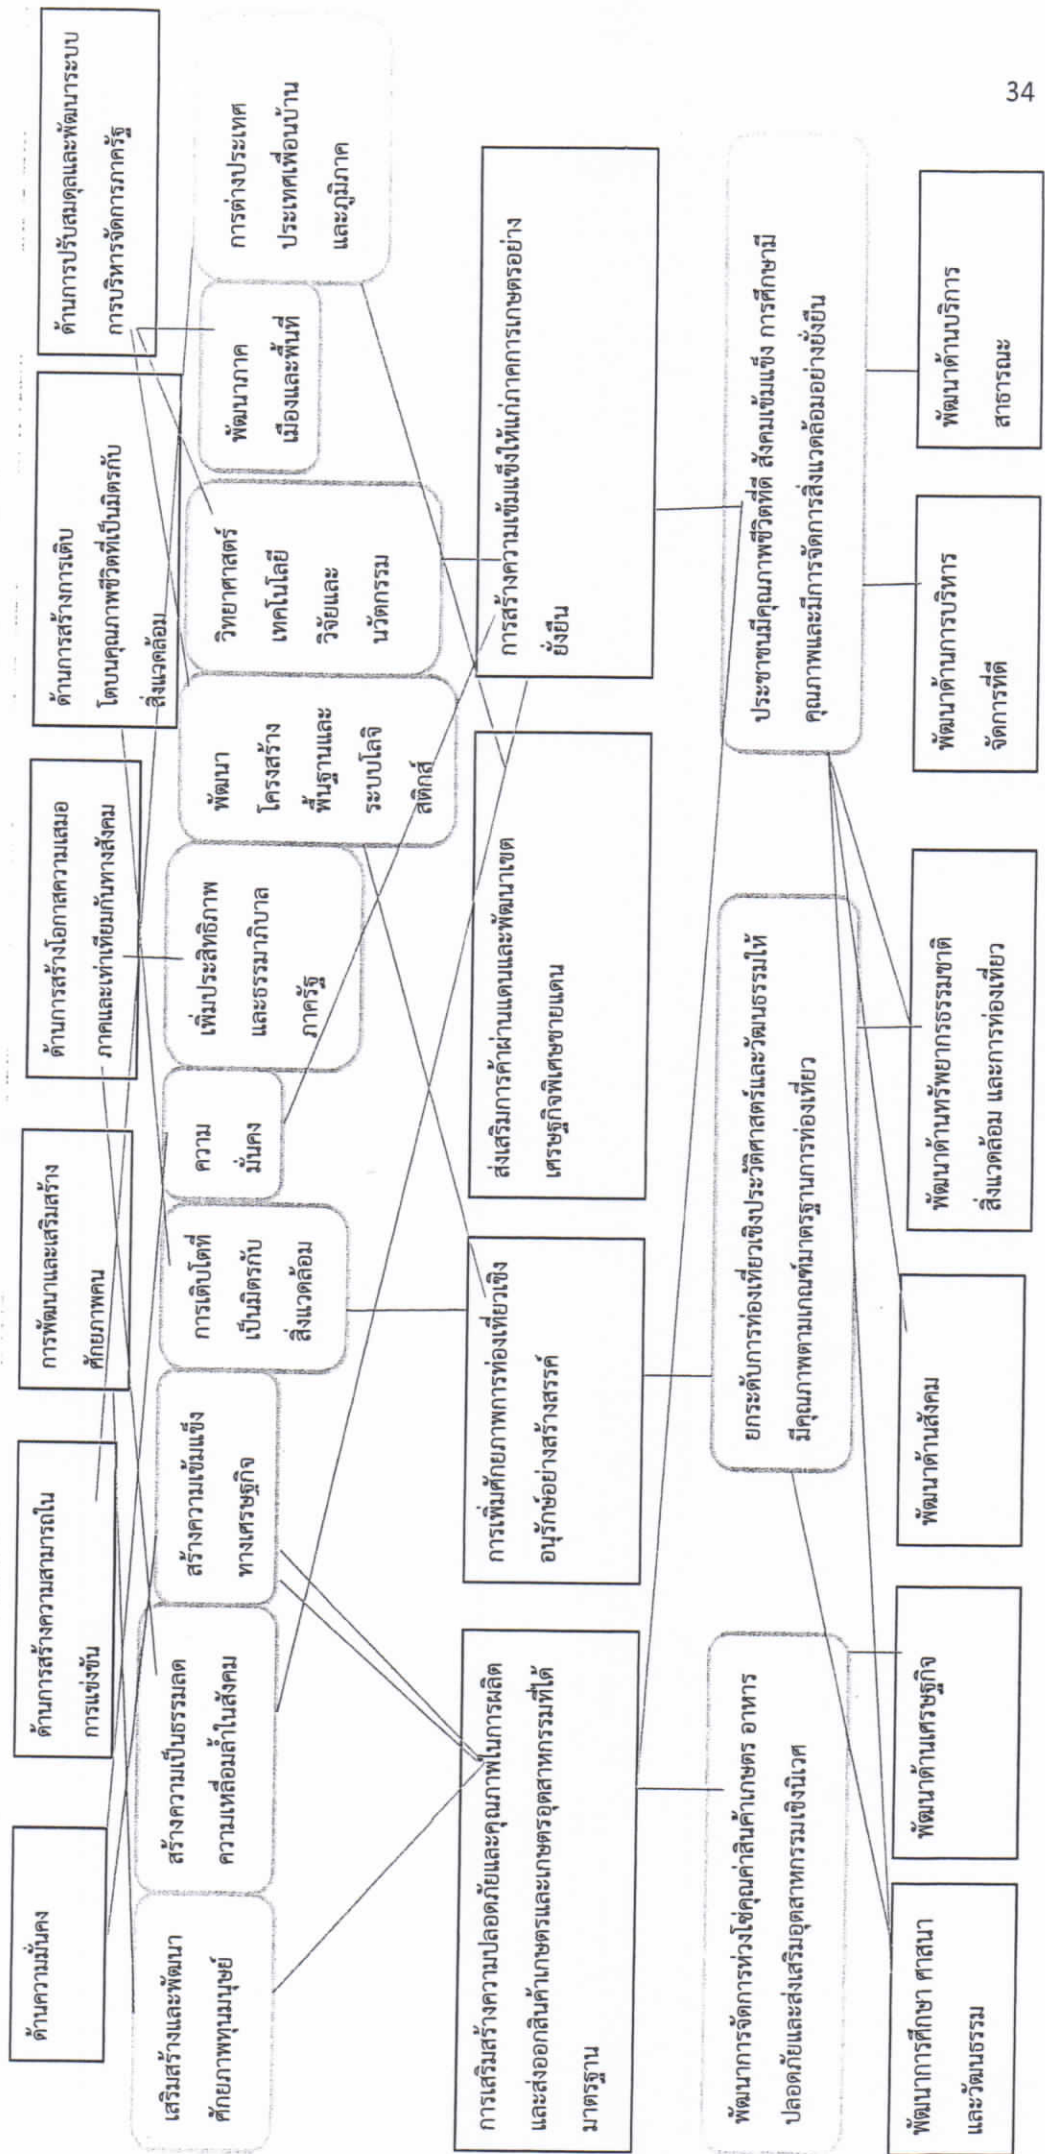 34
ด้านความมั่นคง
ด้านการสร้างความสามารถใน
การแข่งขัน
การพัฒนาและเสริมสร้าง
ศักยภาพคน
ด้านการสร้างโอกาสความเสมอ
ภาคและเท่าเทียมกันทางสังคม
ด้านการสร้างการเติบ
โตบนคุณภาพชีวิตที่เป็นมิตรกับ
สิ่งแวดล้อม
ด้านการปรับสมดุลและพัฒนาระบบ
การบริหารจัดการภาครัฐ
เสริมสร้างและพัฒนา
ศักยภาพทุนมนุษย์
สร้างความเป็นธรรมลด
ความเหลื่อมล้ำในสังคม
สร้างความเข้มแข็ง
ทางเศรษฐกิจ
การเติบโตที่
เป็นมิตรกับ
สิ่งแวดล้อม
ความ
มั่นคง
เพิ่มประสิทธิภาพ
และธรรมาภิบาล
ภาครัฐ
พัฒนา
โครงสร้าง
พื้นฐานและ
ระบบโลจิ
สติกส์
วิทยาศาสตร์
เทคโนโลยี
วิจัยและ
นวัตกรรม
พัฒนาภาค
เมืองและพื้นที่
การต่างประเทศ
ประเทศเพื่อนบ้าน
และภูมิภาค
การเสริมสร้างความปลอดภัยและคุณภาพในการผลิต
และส่งออกสินค้าเกษตรและเกษตรอุตสาหกรรมที่ได้
มาตรฐาน
การเพิ่มศักยภาพการท่องเที่ยวเชิง
อนุรักษ์อย่างสร้างสรรค์
ส่งเสริมการค้าผ่านแดนและพัฒนาเขต
เศรษฐกิจพิเศษชายแดน
การสร้างความเข้มแข็งให้แก่ภาคการเกษตรอย่าง
ยั่งยืน
พัฒนาการจัดการห่วงโซ่คุณค่าสินค้าเกษตร อาหาร
ปลอดภัยและส่งเสริมอุตสาหกรรมเชิงนิเวศ
ยกระดับการท่องเที่ยวเชิงประวัติศาสตร์และวัฒนธรรมให้
มีคุณภาพตามเกณฑ์มาตรฐานการท่องเที่ยว
ประชาชนมีคุณภาพชีวิตที่ดี สังคมเข้มแข็ง การศึกษามี
คุณภาพและมีการจัดการสิ่งแวดล้อมอย่างยั่งยืน
พัฒนาการศึกษา ศาสนา
และวัฒนธรรม
พัฒนาด้านเศรษฐกิจ
พัฒนาด้านสังคม
พัฒนาด้านทรัพยากรธรรมชาติ
สิ่งแวดล้อม และการท่องเที่ยว
พัฒนาด้านการบริหาร
จัดการที่ดี
พัฒนาด้านบริการ
สาธารณะ